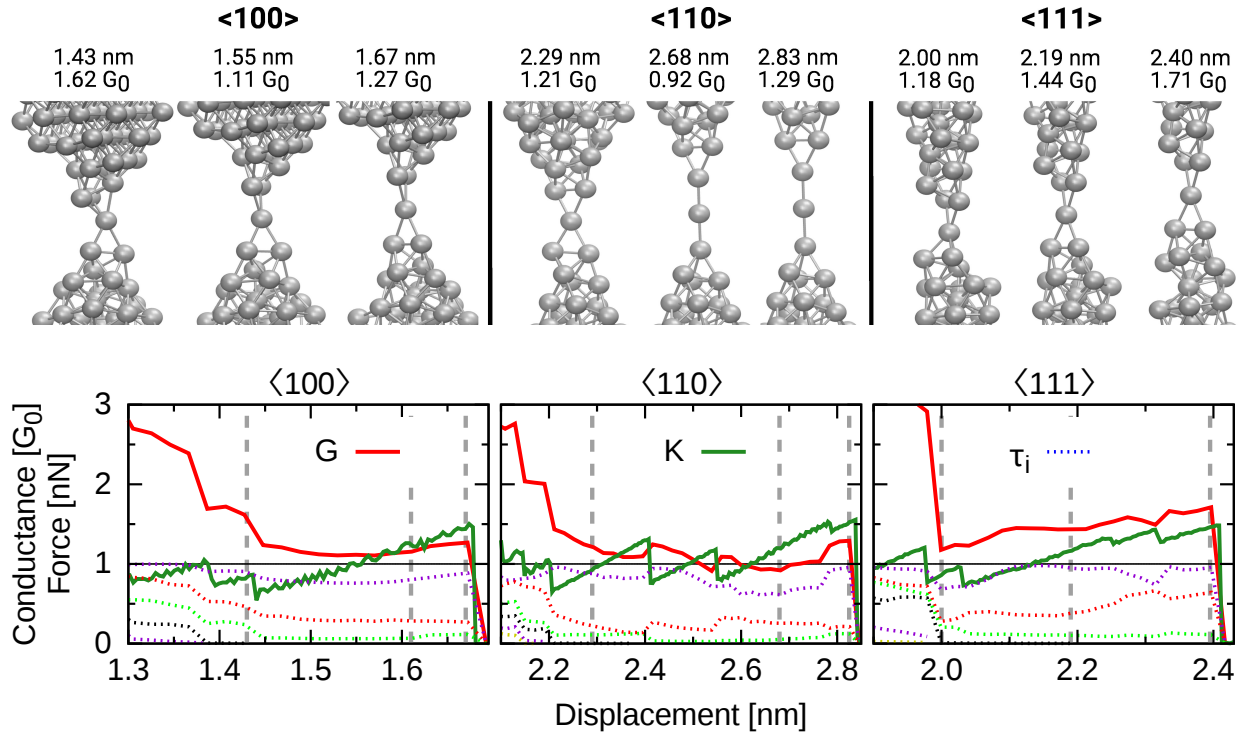 <100> <110> <111>
1.43 nm 1.55 nm 1.67 nm 2.29 nm 2.68 nm 2.83 nm 2.00 nm 2.19 nm 2.40 nm
1.62 G₀ 1.11 G₀ 1.27 G₀ 1.21 G₀ 0.92 G₀ 1.29 G₀ 1.18 G₀ 1.44 G₀ 1.71 G₀
〈100〉 〈110〉 〈111〉
Conductance [G₀]
Force [nN]
3
2
1
0
G
K
τᵢ
1.3 1.4 1.5 1.6 2.2 2.4 2.6 2.8 2.0 2.2 2.4
Displacement [nm]